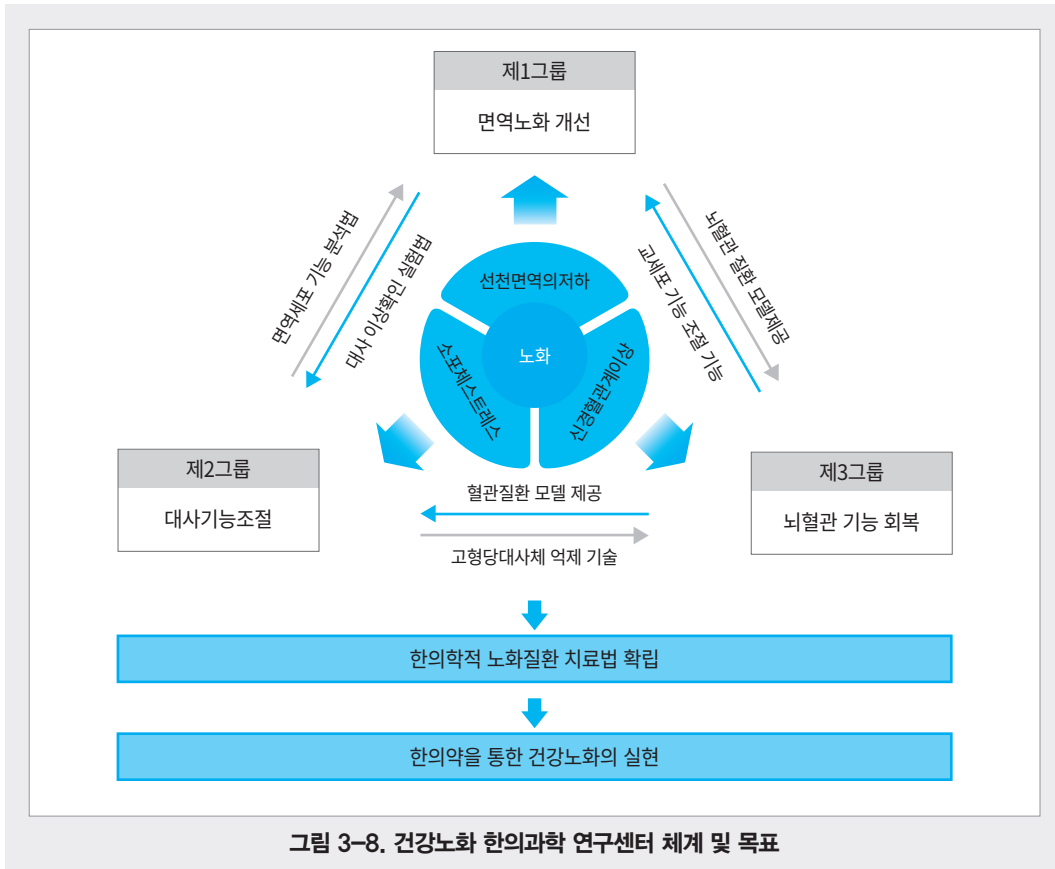 제1그룹
면역노화 개선
면역세포 기능 분석법
대사 이상확인 실험법
뇌혈관 질환 모델제공
교세포 기능 조절 기능
선천면역의저하
노화
소포체스트레스
신경혈관계이상
제2그룹
대사기능조절
혈관질환 모델 제공
고형당대사체 억제 기술
제3그룹
뇌혈관 기능 회복
한의학적 노화질환 치료법 확립
한의약을 통한 건강노화의 실현
그림 3-8. 건강노화 한의과학 연구센터 체계 및 목표